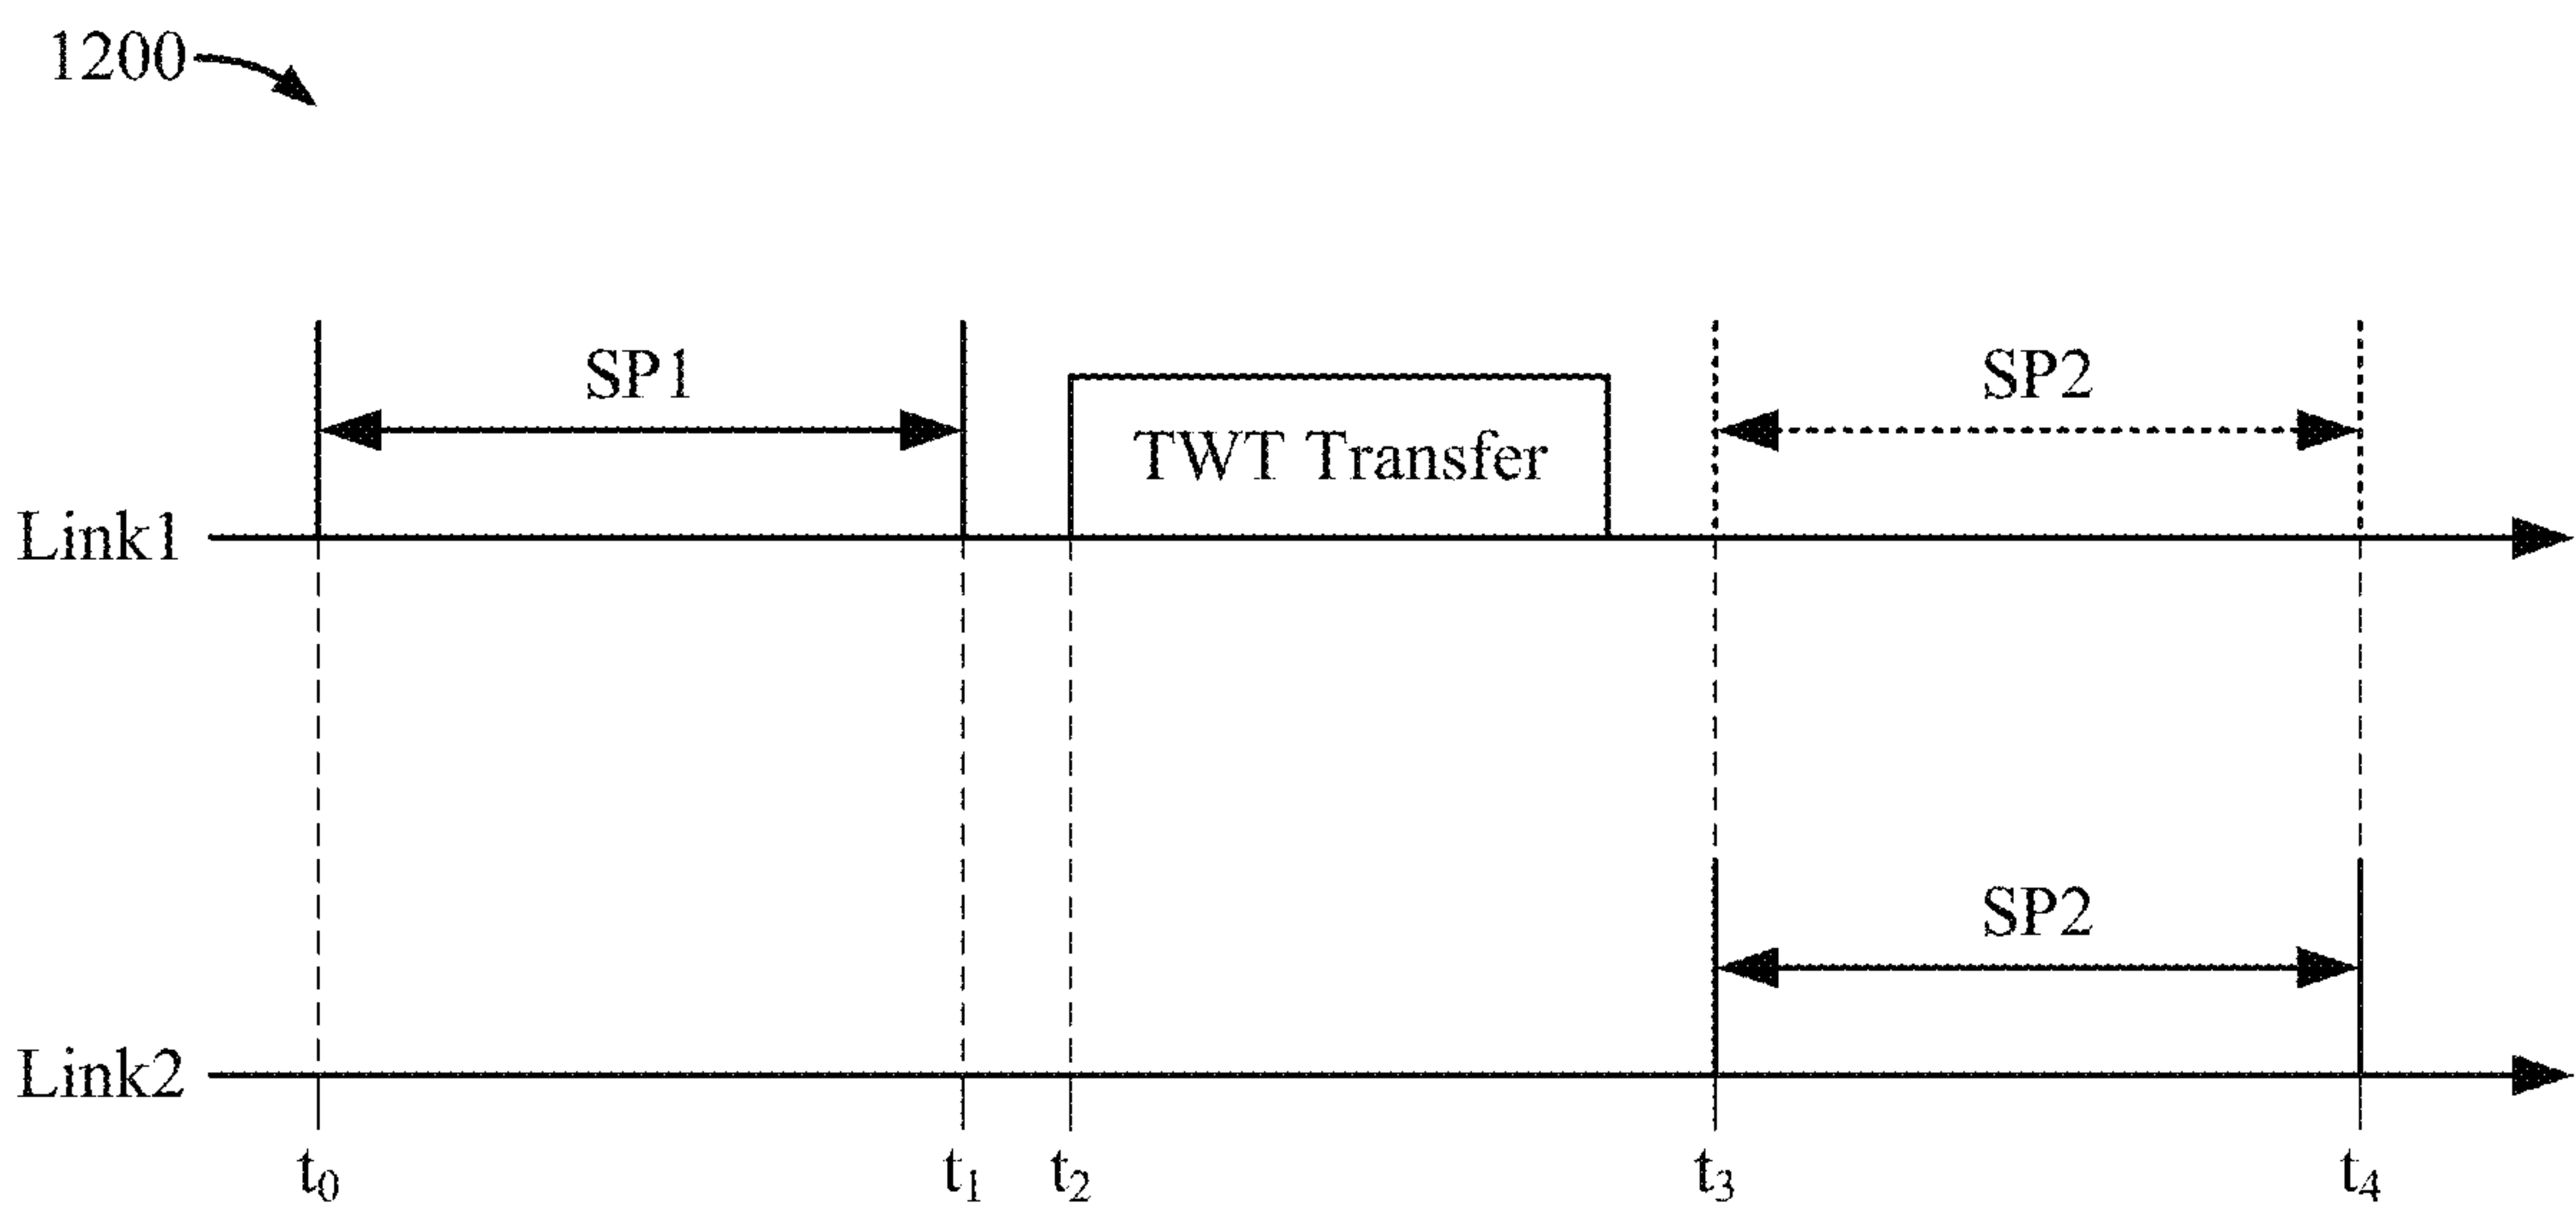 1200
SP1
SP2
TWT Transfer
Link1
SP2
Link2
t0 t1 t2 t3 t4